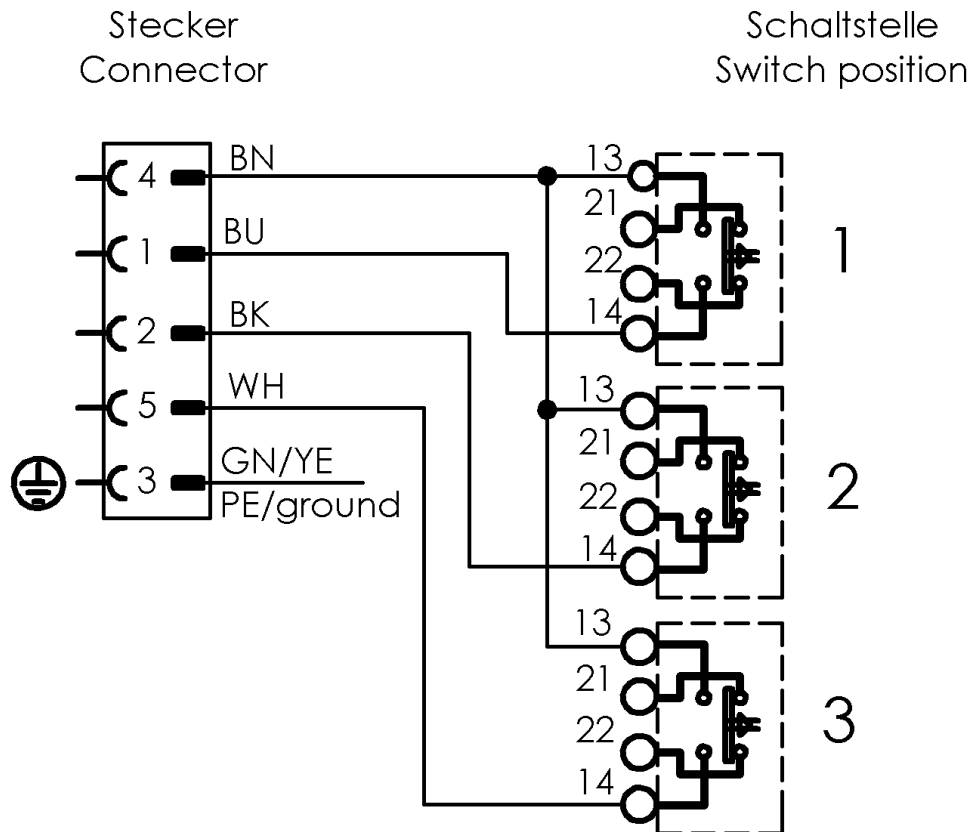 Stecker
Connector
Schaltstelle
Switch position
4
BN
1
BU
2
BK
5
WH
3
GN/YE
PE/ground
13
21
22
14
1
13
21
22
14
2
13
21
22
14
3